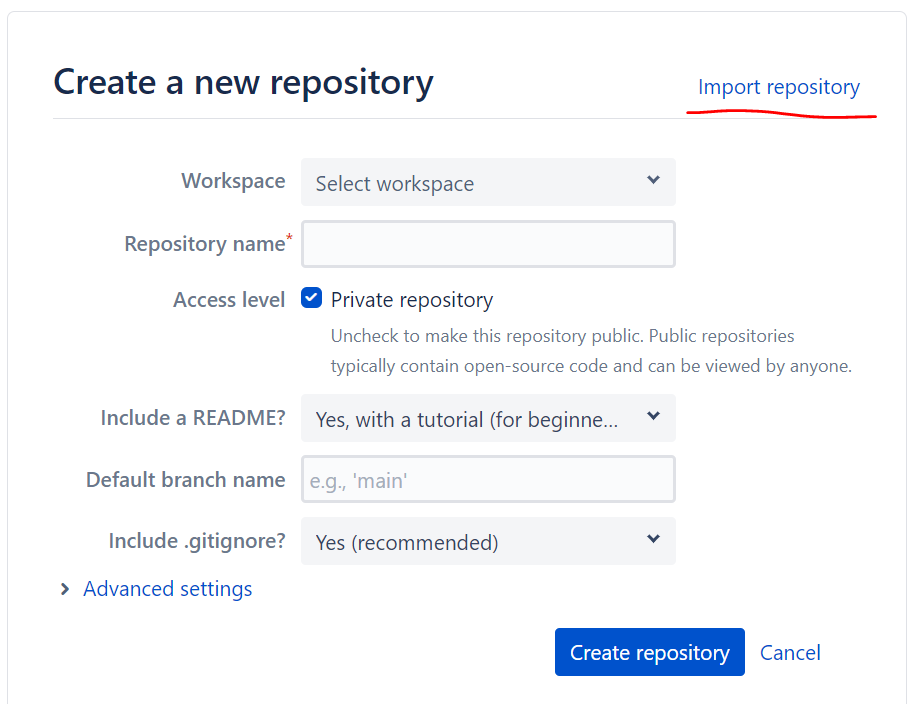 Create a new repository
Import repository
Workspace
Select workspace
Repository name*
Access level
Private repository
Uncheck to make this repository public. Public repositories
typically contain open-source code and can be viewed by anyone.
Include a README?
Yes, with a tutorial (for beginne...
Default branch name
e.g., 'main'
Include .gitignore?
Yes (recommended)
Advanced settings
Create repository
Cancel